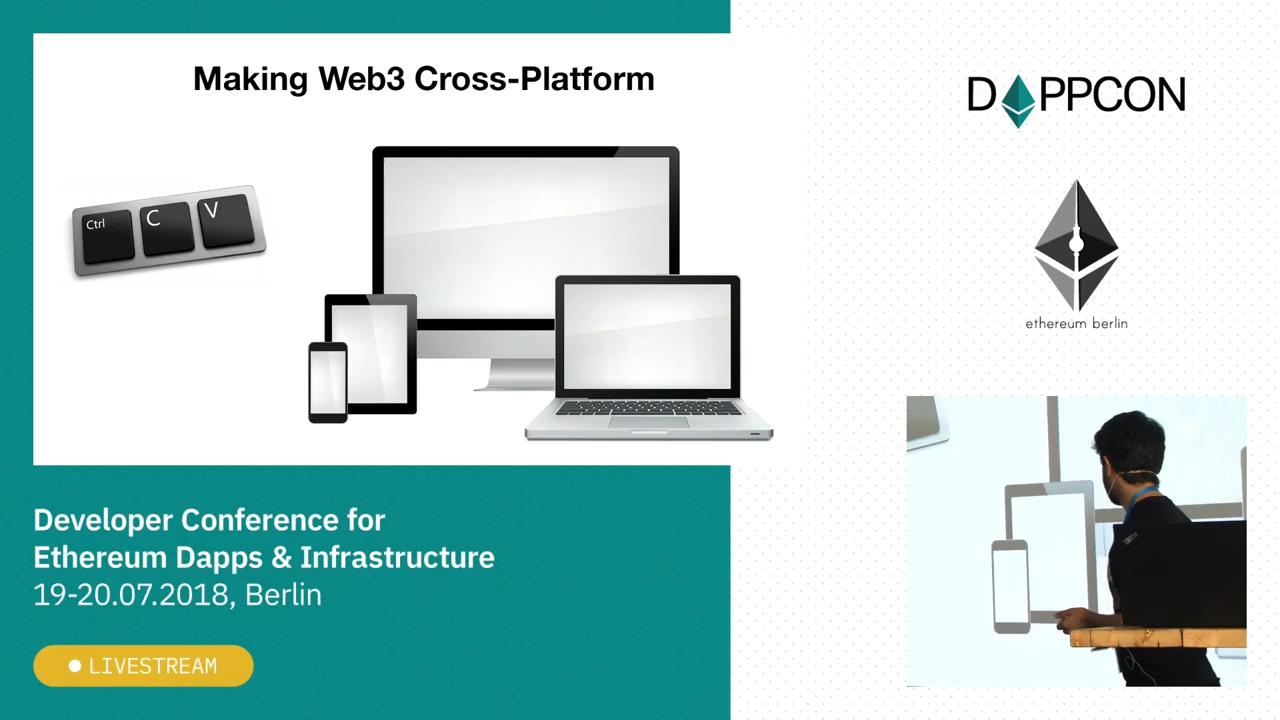 Making Web3 Cross-Platform
Ctrl
C
V
Developer Conference for
Ethereum Dapps & Infrastructure
19-20.07.2018, Berlin
LIVESTREAM
DAPPCON
ethereum berlin